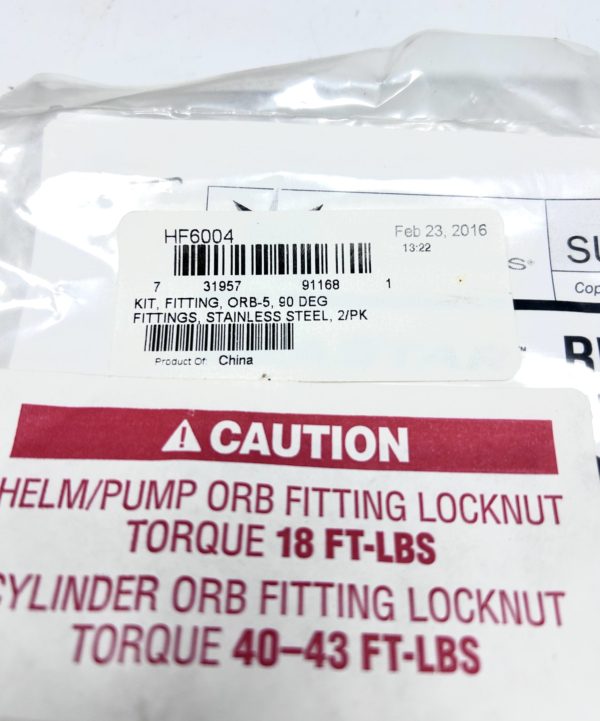 HF6004
Feb 23, 2016
13:22
7 31957 91168 1
KIT, FITTING, ORB-5, 90 DEG
FITTINGS, STAINLESS STEEL, 2/PK
Product Of: China
S®
SU
Cop
CAUTION
HELM/PUMP ORB FITTING LOCKNUT
TORQUE 18 FT-LBS
CYLINDER ORB FITTING LOCKNUT
TORQUE 40–43 FT-LBS